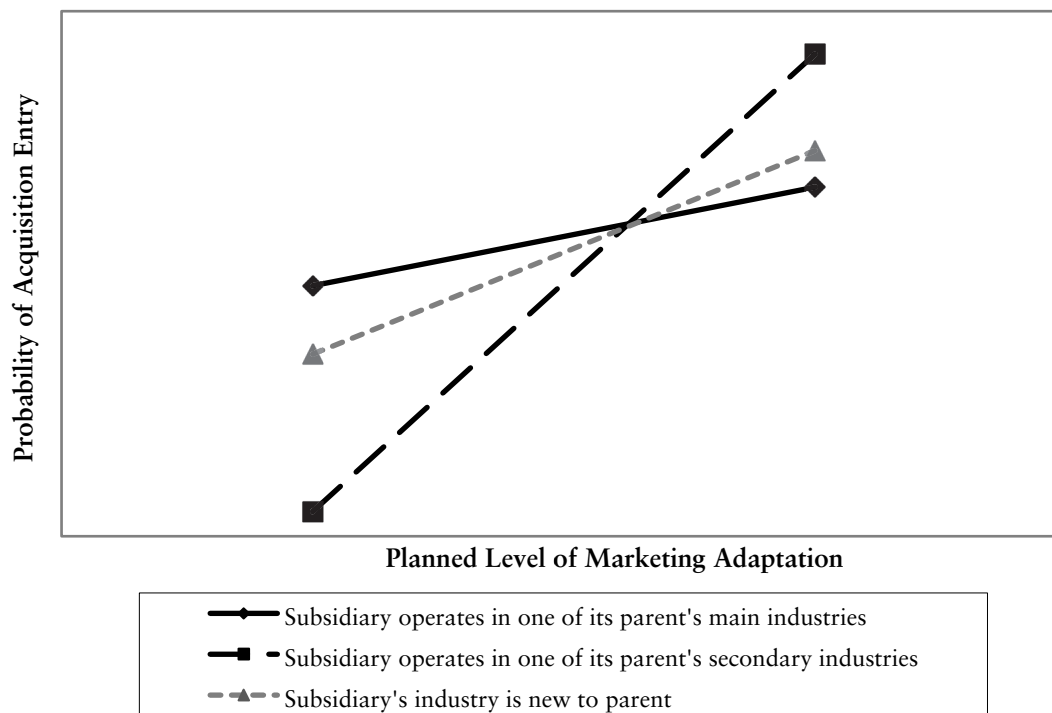 Probability of Acquisition Entry
Planned Level of Marketing Adaptation
Subsidiary operates in one of its parent's main industries
Subsidiary operates in one of its parent's secondary industries
Subsidiary's industry is new to parent